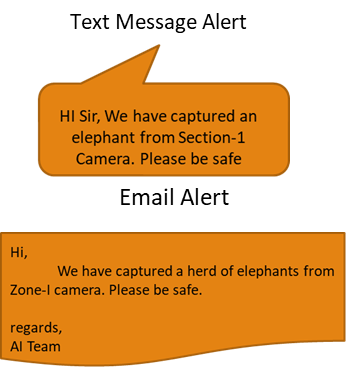 Text Message Alert
HI Sir, We have captured an
elephant from Section-1
Camera. Please be safe
Email Alert
Hi,
We have captured a herd of elephants from
Zone-I camera. Please be safe.
regards,
AI Team